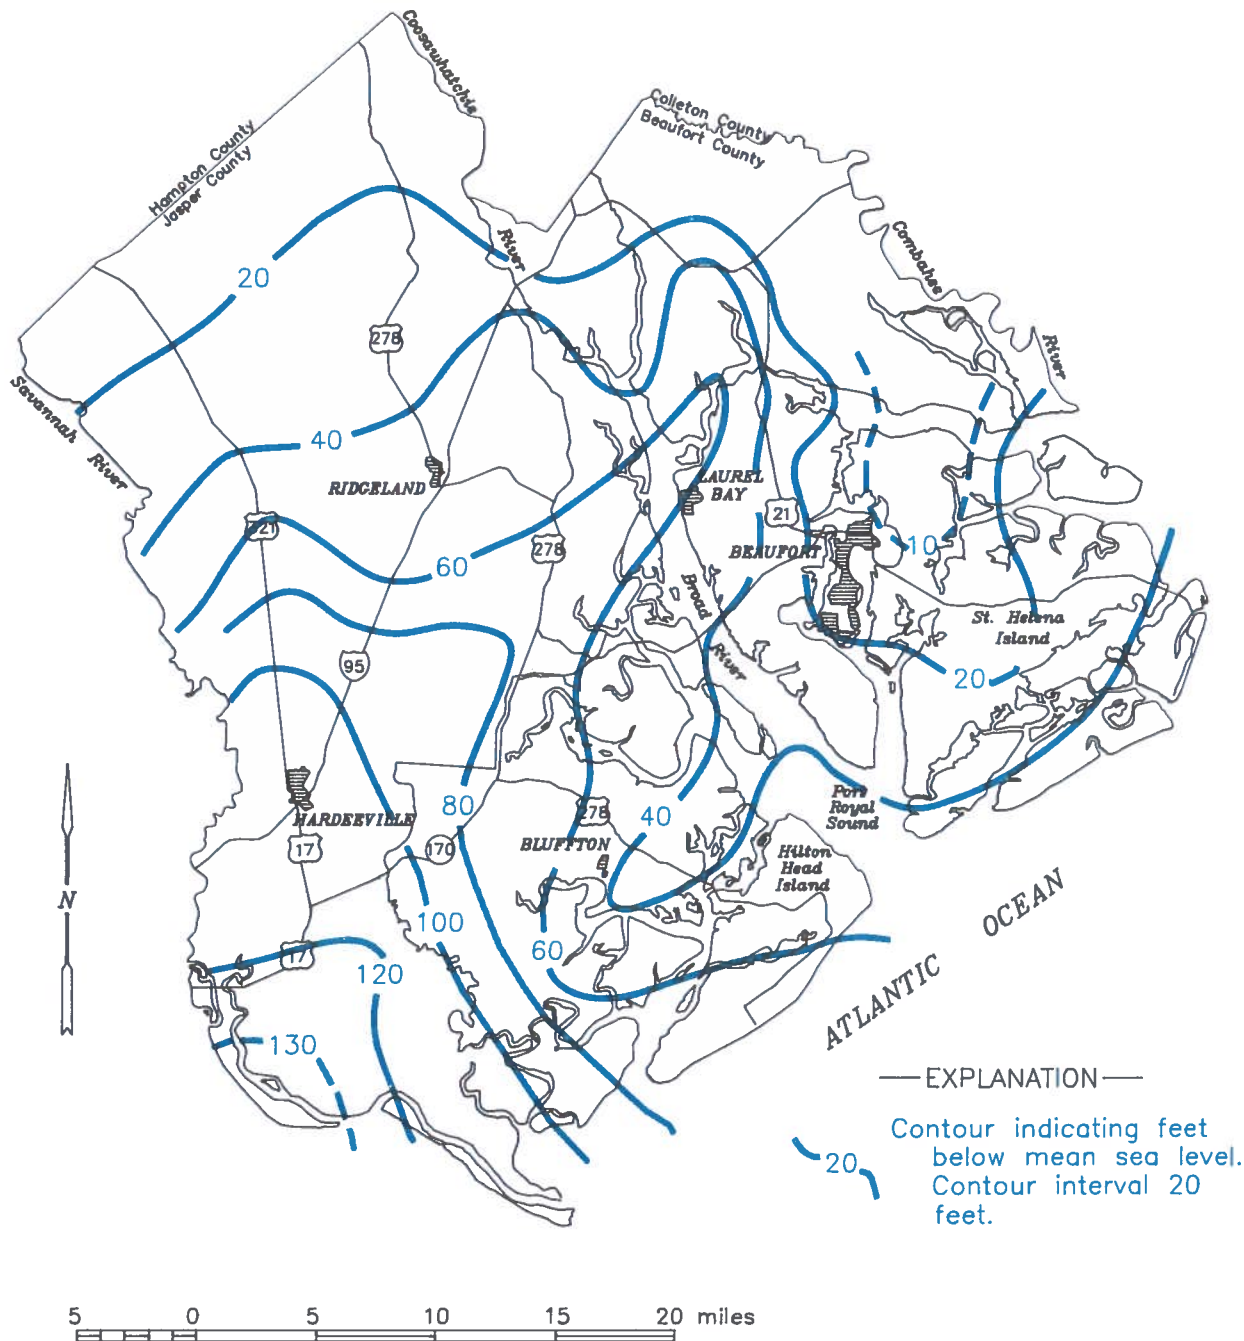 Coosawhatchie
River
Colleton County
Beaufort County
Hampton County
Jasper County
Combahee
River
20
278
Savannah
River
40
RIDGELAND
LAUREL
BAY
321
21
BEAUFORT
278
10
60
Broad
River
St. Helena
Island
95
20
80
HARDEEVILLE
278
40
Port
Royal
Sound
BLUFFTON
17
170
Hilton
Head
Island
N
100
OCEAN
60
17
120
ATLANTIC
130
EXPLANATION
20
Contour indicating feet
below mean sea level.
Contour interval 20
feet.
5 0 5 10 15 20 miles